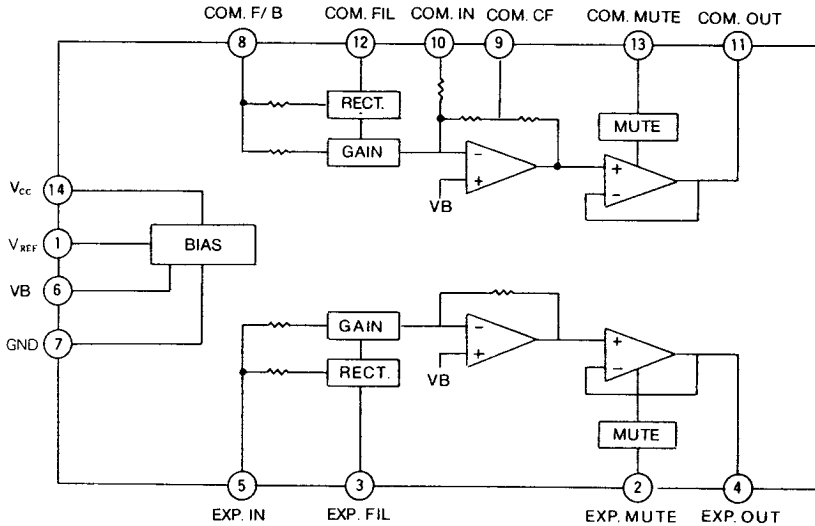 COM. F/B COM. FIL COM. IN COM. CF COM. MUTE COM. OUT
8 12 10 9 13 11
RECT.
MUTE
GAIN
− +
+ −
VB
Vcc 14
VREF 1
BIAS
VB 6
GND 7
GAIN
− +
+ −
RECT.
VB
MUTE
5 3 2 4
EXP. IN EXP. FIL EXP. MUTE EXP. OUT